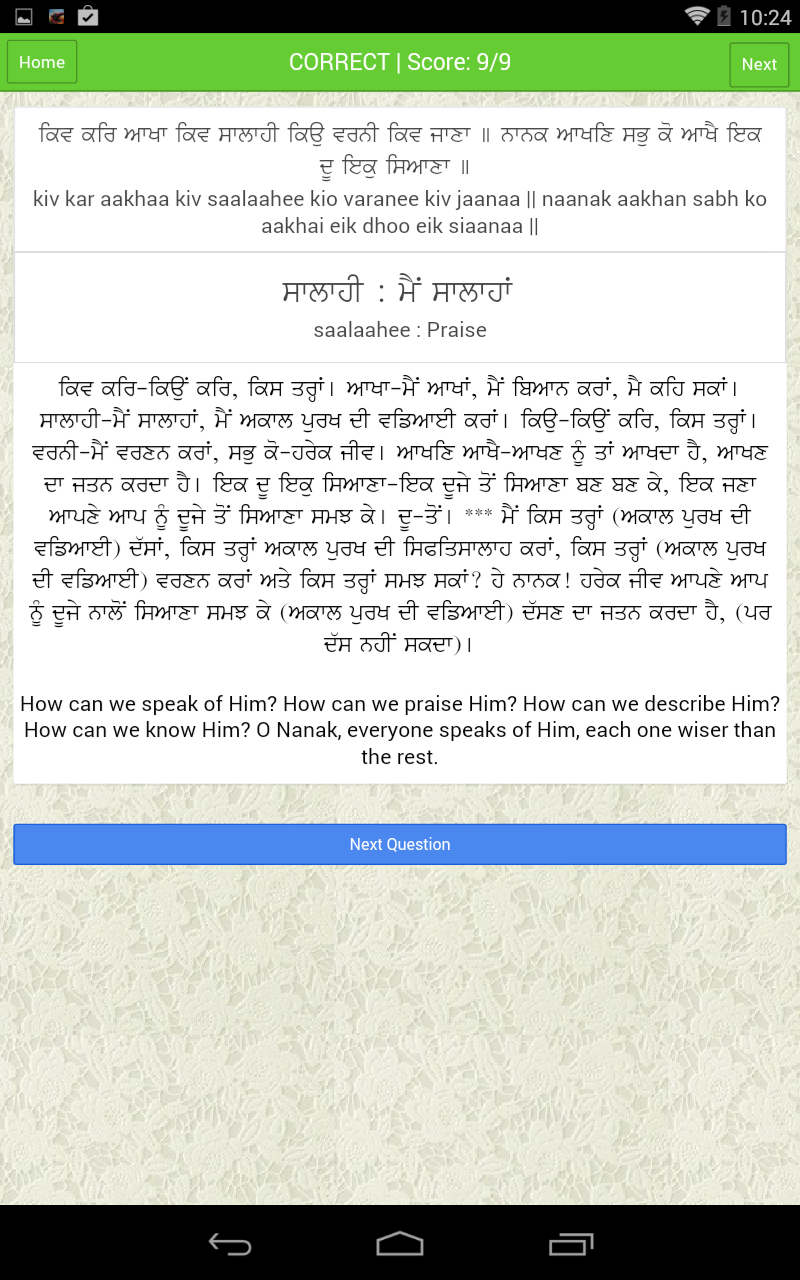 10:24
Home
CORRECT | Score: 9/9
Next
ਕਿਵ ਕਰਿ ਆਖਾ ਕਿਵ ਸਾਲਾਹੀ ਕਿਉ ਵਰਨੀ ਕਿਵ ਜਾਣਾ ॥ ਨਾਨਕ ਆਖਣਿ ਸਭੁ ਕੋ ਆਖੈ ਇਕ
ਦੂ ਇਕੁ ਸਿਆਣਾ ॥
kiv kar aakhaa kiv saalaahee kio varanee kiv jaanaa || naanak aakhan sabh ko
aakhai eik dhoo eik siaanaa ||
ਸਾਲਾਹੀ : ਮੈਂ ਸਾਲਾਹਾਂ
saalaahee : Praise
ਕਿਵ ਕਰਿ-ਕਿਉਂ ਕਰਿ, ਕਿਸ ਤਰ੍ਹਾਂ। ਆਖਾ-ਮੈਂ ਆਖਾਂ, ਮੈਂ ਬਿਆਨ ਕਰਾਂ, ਮੈ ਕਹਿ ਸਕਾਂ।
ਸਾਲਾਹੀ-ਮੈਂ ਸਾਲਾਹਾਂ, ਮੈਂ ਅਕਾਲ ਪੁਰਖ ਦੀ ਵਡਿਆਈ ਕਰਾਂ। ਕਿਉ-ਕਿਉਂ ਕਰਿ, ਕਿਸ ਤਰ੍ਹਾਂ।
ਵਰਨੀ-ਮੈਂ ਵਰਣਨ ਕਰਾਂ, ਸਭੁ ਕੋ-ਹਰੇਕ ਜੀਵ। ਆਖਣਿ ਆਖੈ-ਆਖਣ ਨੂੰ ਤਾਂ ਆਖਦਾ ਹੈ, ਆਖਣ
ਦਾ ਜਤਨ ਕਰਦਾ ਹੈ। ਇਕ ਦੂ ਇਕੁ ਸਿਆਣਾ-ਇਕ ਦੂਜੇ ਤੋਂ ਸਿਆਣਾ ਬਣ ਬਣ ਕੇ, ਇਕ ਜਣਾ
ਆਪਣੇ ਆਪ ਨੂੰ ਦੂਜੇ ਤੋਂ ਸਿਆਣਾ ਸਮਝ ਕੇ। ਦੂ-ਤੋਂ। *** ਮੈਂ ਕਿਸ ਤਰ੍ਹਾਂ (ਅਕਾਲ ਪੁਰਖ ਦੀ
ਵਡਿਆਈ) ਦੱਸਾਂ, ਕਿਸ ਤਰ੍ਹਾਂ ਅਕਾਲ ਪੁਰਖ ਦੀ ਸਿਫਤਿਸਾਲਾਹ ਕਰਾਂ, ਕਿਸ ਤਰ੍ਹਾਂ (ਅਕਾਲ ਪੁਰਖ
ਦੀ ਵਡਿਆਈ) ਵਰਣਨ ਕਰਾਂ ਅਤੇ ਕਿਸ ਤਰ੍ਹਾਂ ਸਮਝ ਸਕਾਂ? ਹੇ ਨਾਨਕ! ਹਰੇਕ ਜੀਵ ਆਪਣੇ ਆਪ
ਨੂੰ ਦੂਜੇ ਨਾਲੋਂ ਸਿਆਣਾ ਸਮਝ ਕੇ (ਅਕਾਲ ਪੁਰਖ ਦੀ ਵਡਿਆਈ) ਦੱਸਣ ਦਾ ਜਤਨ ਕਰਦਾ ਹੈ, (ਪਰ
ਦੱਸ ਨਹੀਂ ਸਕਦਾ)।
How can we speak of Him? How can we praise Him? How can we describe Him?
How can we know Him? O Nanak, everyone speaks of Him, each one wiser than
the rest.
Next Question